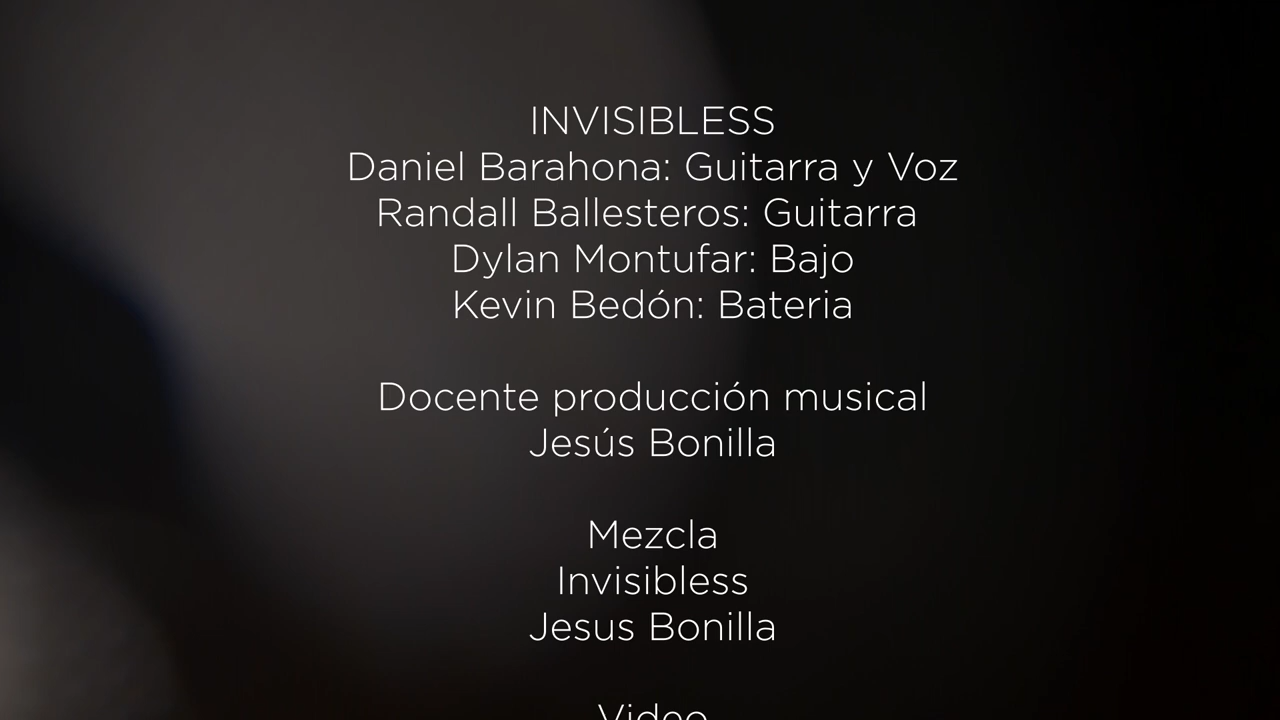 INVISIBLESS
Daniel Barahona: Guitarra y Voz
Randall Ballesteros: Guitarra
Dylan Montufar: Bajo
Kevin Bedón: Bateria
Docente producción musical
Jesús Bonilla
Mezcla
Invisibless
Jesus Bonilla
Video